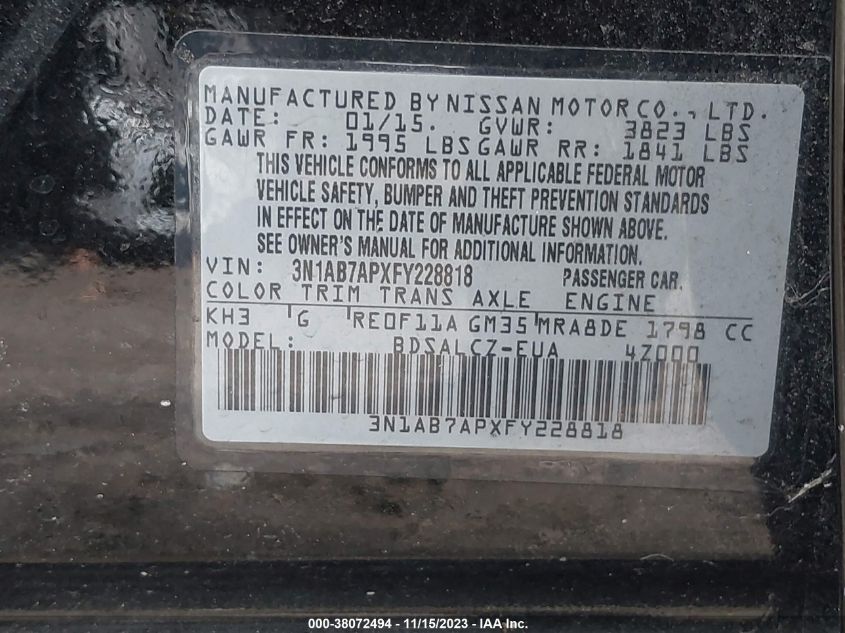 MANUFACTURED BY NISSAN MOTOR CO., LTD.
DATE: 01/15. GVWR: 3823 LBS
GAWR FR: 1995 LBS GAWR RR: 1841 LBS
THIS VEHICLE CONFORMS TO ALL APPLICABLE FEDERAL MOTOR
VEHICLE SAFETY, BUMPER AND THEFT PREVENTION STANDARDS
IN EFFECT ON THE DATE OF MANUFACTURE SHOWN ABOVE.
SEE OWNER'S MANUAL FOR ADDITIONAL INFORMATION.
VIN: 3N1AB7APXFY228818 PASSENGER CAR.
COLOR TRIM TRANS AXLE ENGINE
KH3 G RE0F11A GM35 MRA8DE 1798 CC
MODEL: BDSALCZ-EUA 4Z000
3N1AB7APXFY228818
000-38072494 - 11/15/2023 - IAA Inc.